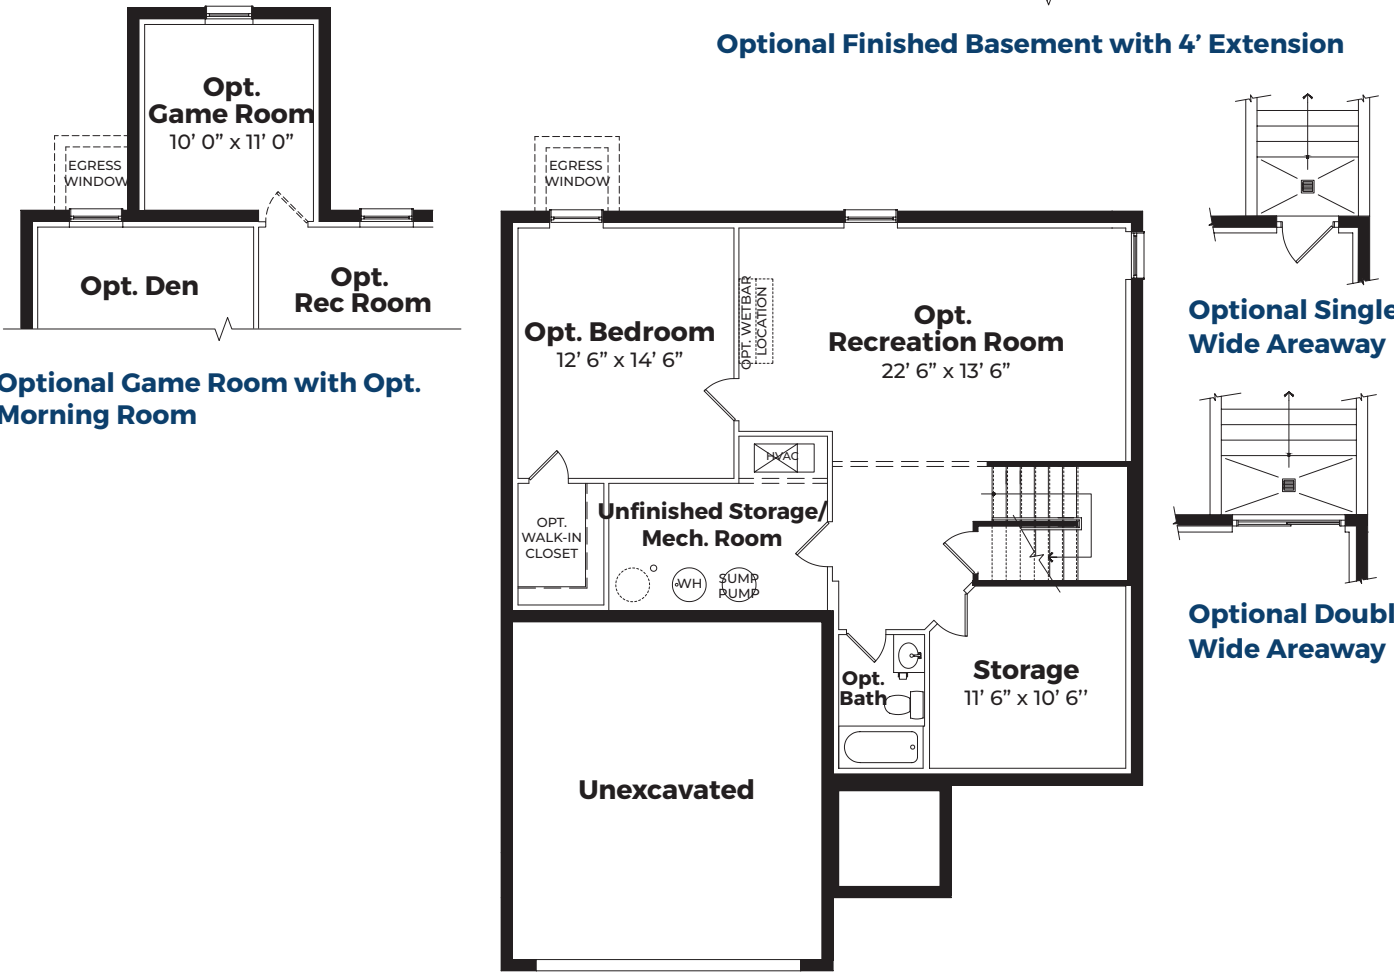 Optional Finished Basement with 4’ Extension
Opt.
Game Room
10’ 0” x 11’ 0”
EGRESS
WINDOW
Opt. Den
Opt.
Rec Room
Optional Game Room with Opt.
Morning Room
EGRESS
WINDOW
Opt. Bedroom
12’ 6” x 14’ 6”
OPT. WETBAR
LOCATION
Opt.
Recreation Room
22’ 6” x 13’ 6”
HVAC
OPT.
WALK-IN
CLOSET
Unfinished Storage/
Mech. Room
WH
SUMP
PUMP
Opt.
Bath
Storage
11’ 6” x 10’ 6’’
Unexcavated
Optional Single
Wide Areaway
Optional Doubl
Wide Areaway